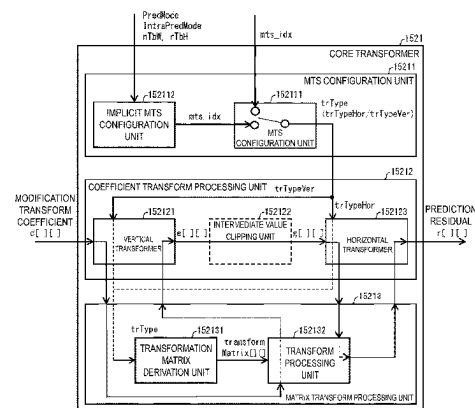 PredMode
IntraPredMode
nTbW, nTbH
mts_idx
1521
CORE TRANSFORMER
15211
MTS CONFIGURATION UNIT
152112
IMPLICIT MTS
CONFIGURATION
UNIT
mts_idx
152111
MTS
CONFIGURATION UNIT
trType
(trTypeHor/trTypeVer)
15212
COEFFICIENT TRANSFORM PROCESSING UNIT
trTypeVer
trTypeHor
MODIFICATION
TRANSFORM
COEFFICIENT
d[ ][ ]
152121
VERTICAL
TRANSFORMER
e[ ][ ]
152122
INTERMEDIATE VALUE
CLIPPING UNIT
g[ ][ ]
152123
HORIZONTAL
TRANSFORMER
PREDICTION
RESIDUAL
r[ ][ ]
15213
trType
152131
TRANSFORMATION
MATRIX
DERIVATION UNIT
transform
Matrix[][]
152132
TRANSFORM
PROCESSING
UNIT
MATRIX TRANSFORM PROCESSING UNIT